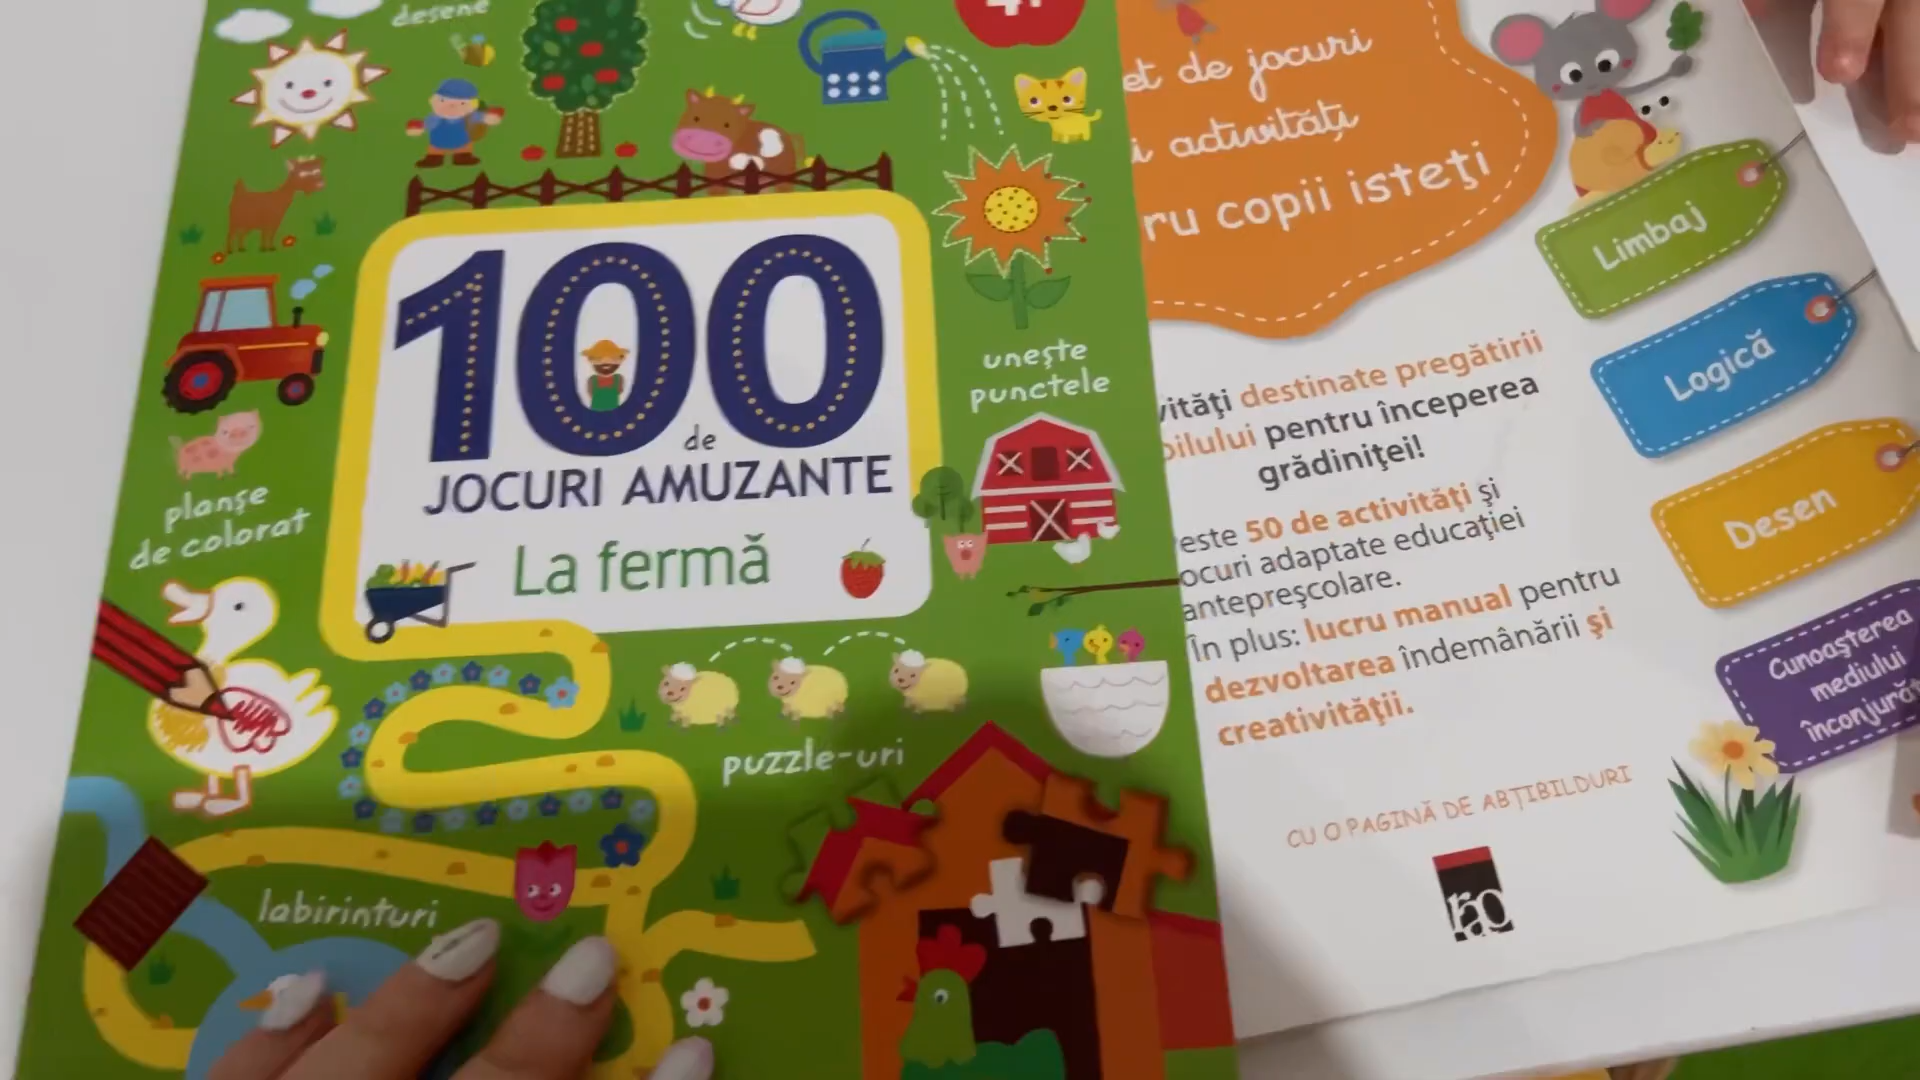 desene
4+
100
de
JOCURI AMUZANTE
La fermă
unește
punctele
planșe
de colorat
puzzle-uri
labirinturi
et de jocuri
i activități
ru copii isteți
Limbaj
Logică
Desen
Cunoașterea
mediului
vități destinate pregătirii
pilului pentru începerea
grădiniței!
este 50 de activități și
ocuri adaptate educației
antepreșcolare.
În plus: lucru manual pentru
dezvoltarea îndemânării și
creativității.
CU O PAGINĂ DE ABȚIBILDURI
rao